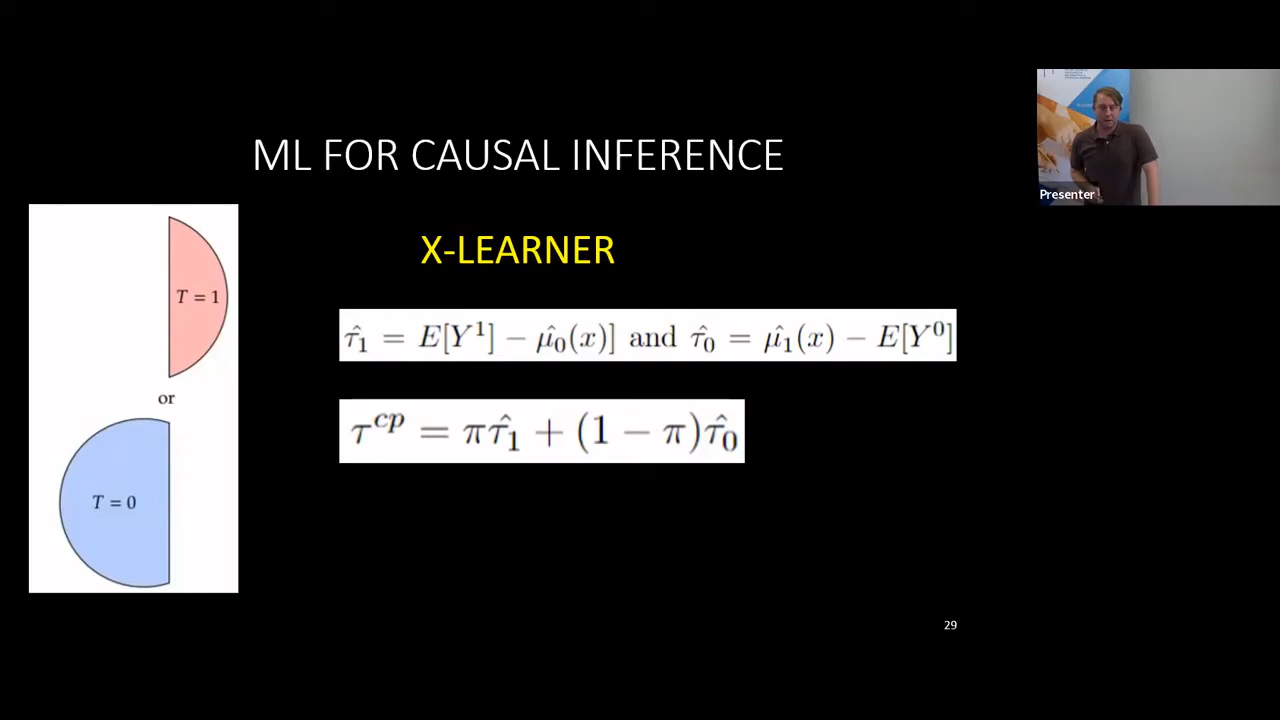 ML FOR CAUSAL INFERENCE
Presenter
X-LEARNER
T = 1
or
T = 0
τ̂₁ = E[Y¹] − μ̂₀(x)] and τ̂₀ = μ̂₁(x) − E[Y⁰]
τᶜᵖ = πτ̂₁ + (1 − π)τ̂₀
29